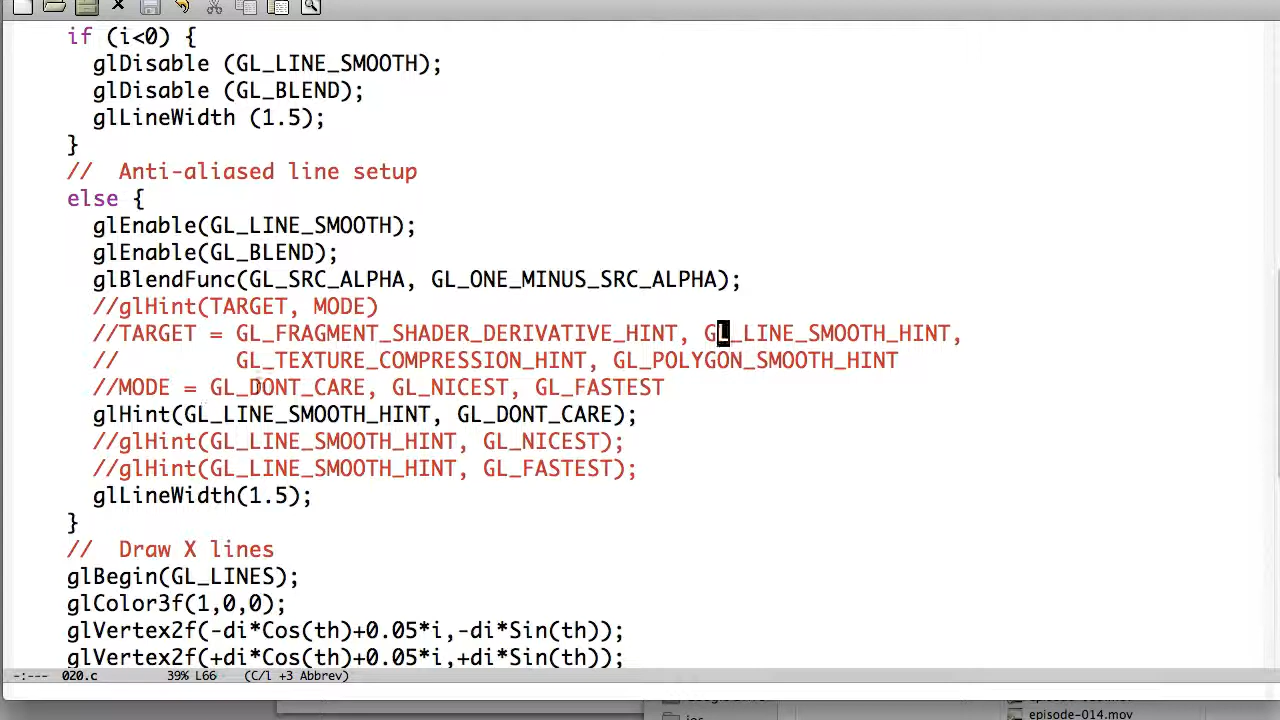 if (i<0) {
glDisable (GL_LINE_SMOOTH);
glDisable (GL_BLEND);
glLineWidth (1.5);
}
//  Anti-aliased line setup
else {
glEnable(GL_LINE_SMOOTH);
glEnable(GL_BLEND);
glBlendFunc(GL_SRC_ALPHA, GL_ONE_MINUS_SRC_ALPHA);
//glHint(TARGET, MODE)
//TARGET = GL_FRAGMENT_SHADER_DERIVATIVE_HINT, GL_LINE_SMOOTH_HINT,
//         GL_TEXTURE_COMPRESSION_HINT, GL_POLYGON_SMOOTH_HINT
//MODE = GL_DONT_CARE, GL_NICEST, GL_FASTEST
glHint(GL_LINE_SMOOTH_HINT, GL_DONT_CARE);
//glHint(GL_LINE_SMOOTH_HINT, GL_NICEST);
//glHint(GL_LINE_SMOOTH_HINT, GL_FASTEST);
glLineWidth(1.5);
}
//  Draw X lines
glBegin(GL_LINES);
glColor3f(1,0,0);
glVertex2f(-di*Cos(th)+0.05*i,-di*Sin(th));
glVertex2f(+di*Cos(th)+0.05*i,+di*Sin(th));
-:---  020.c  39% L66  (C/l +3 Abbrev)
episode-014.mov